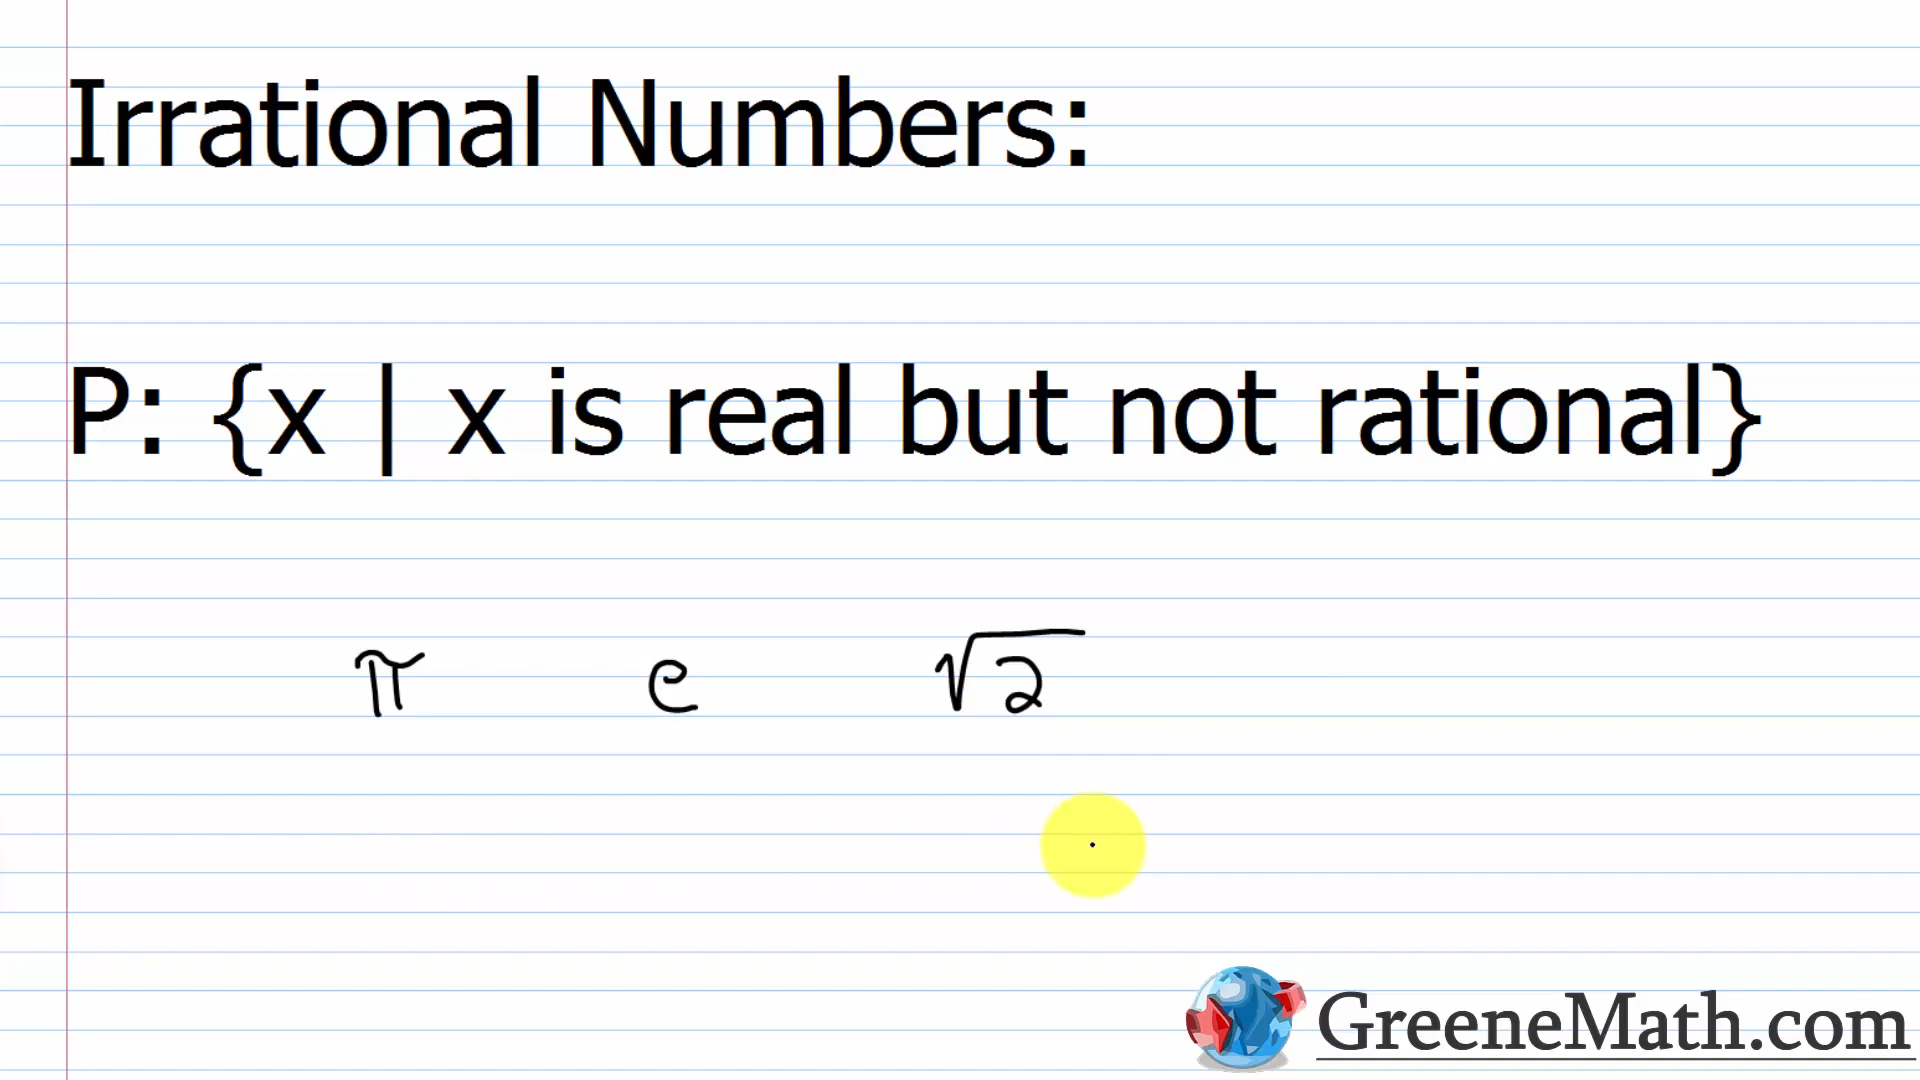 Irrational Numbers:
P: {x | x is real but not rational}
π e √2
GreeneMath.com